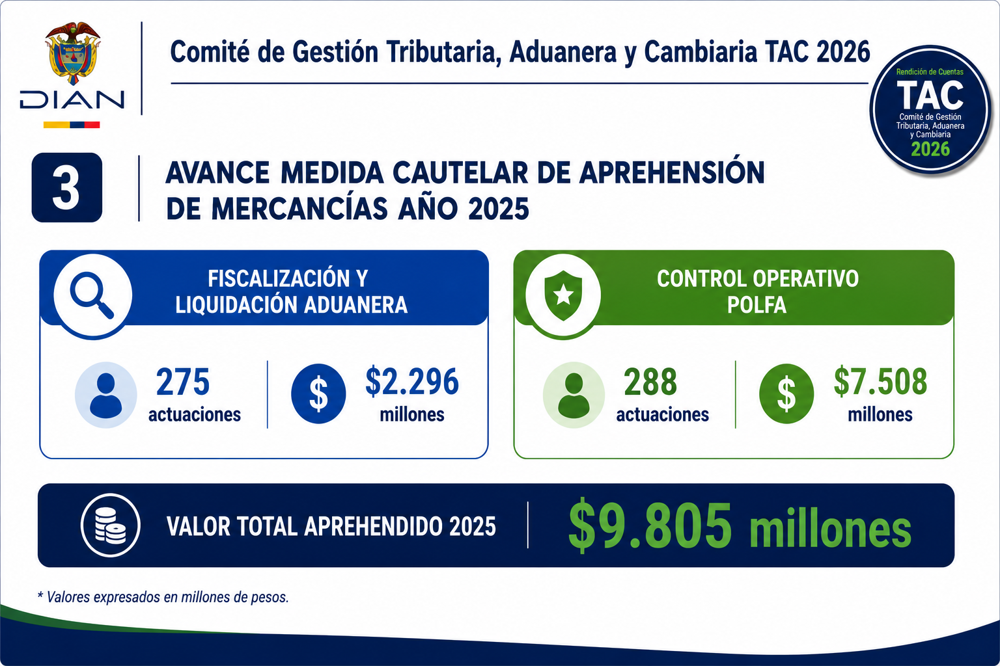 DIAN
Comité de Gestión Tributaria, Aduanera y Cambiaria TAC 2026
Rendición de Cuentas
TAC
Comité de Gestión
Tributaria, Aduanera
y Cambiaria
2026
3
AVANCE MEDIDA CAUTELAR DE APREHENSIÓN
DE MERCANCÍAS AÑO 2025
FISCALIZACIÓN Y
LIQUIDACIÓN ADUANERA
275
actuaciones
$
$2.296
millones
CONTROL OPERATIVO
POLFA
288
actuaciones
$
$7.508
millones
VALOR TOTAL APREHENDIDO 2025
$9.805 millones
* Valores expresados en millones de pesos.